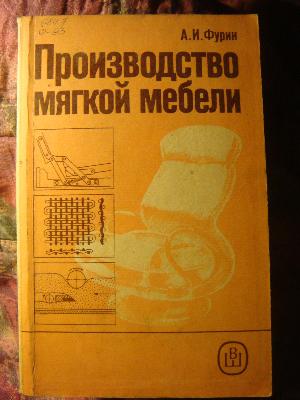 А.И.Фурин
Производство
мягкой мебели